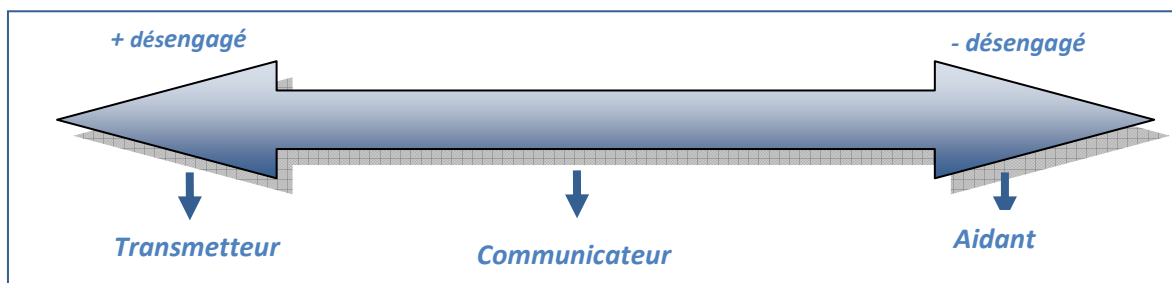 + désengagé
- désengagé
Transmetteur
Communicateur
Aidant